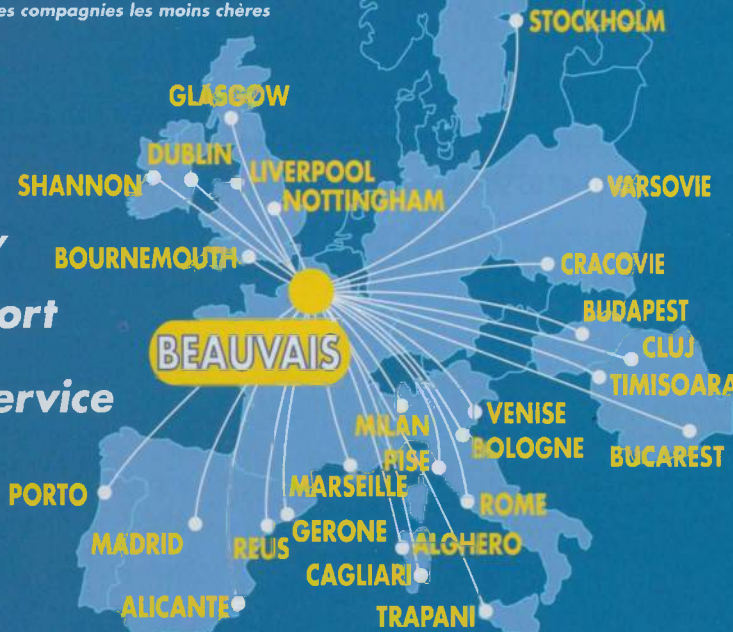 es compagnies les moins chères
STOCKHOLM
GLASGOW
DUBLIN
LIVERPOOL
SHANNON
NOTTINGHAM
VARSOVIE
BOURNEMOUTH
CRACOVIE
ort
BUDAPEST
BEAUVAIS
CLUJ
TIMISOARA
ervice
VENISE
MILAN
BOLOGNE
BUCAREST
PISE
MARSEILLE
PORTO
ROME
GERONE
MADRID
REUS
ALGHERO
CAGLIARI
ALICANTE
TRAPANI